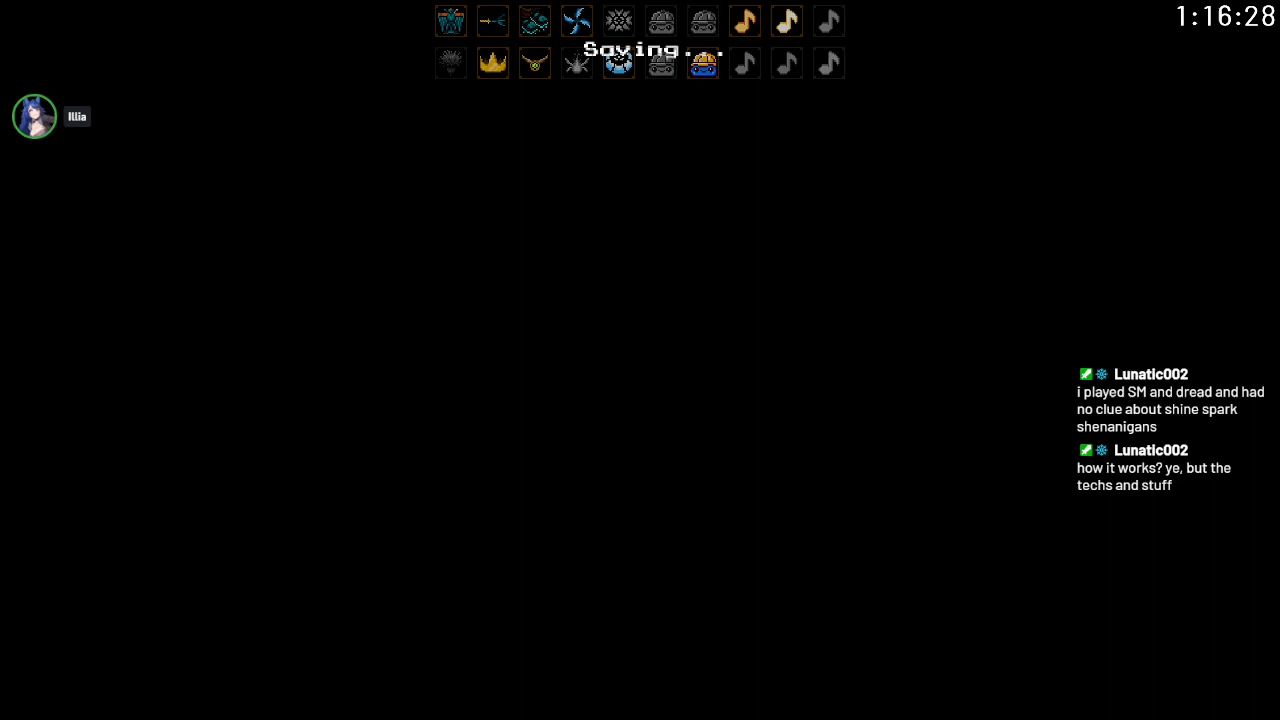 1:16:28
Saving...
Illia
Lunatic002
i played SM and dread and had
no clue about shine spark
shenanigans
Lunatic002
how it works? ye, but the
techs and stuff